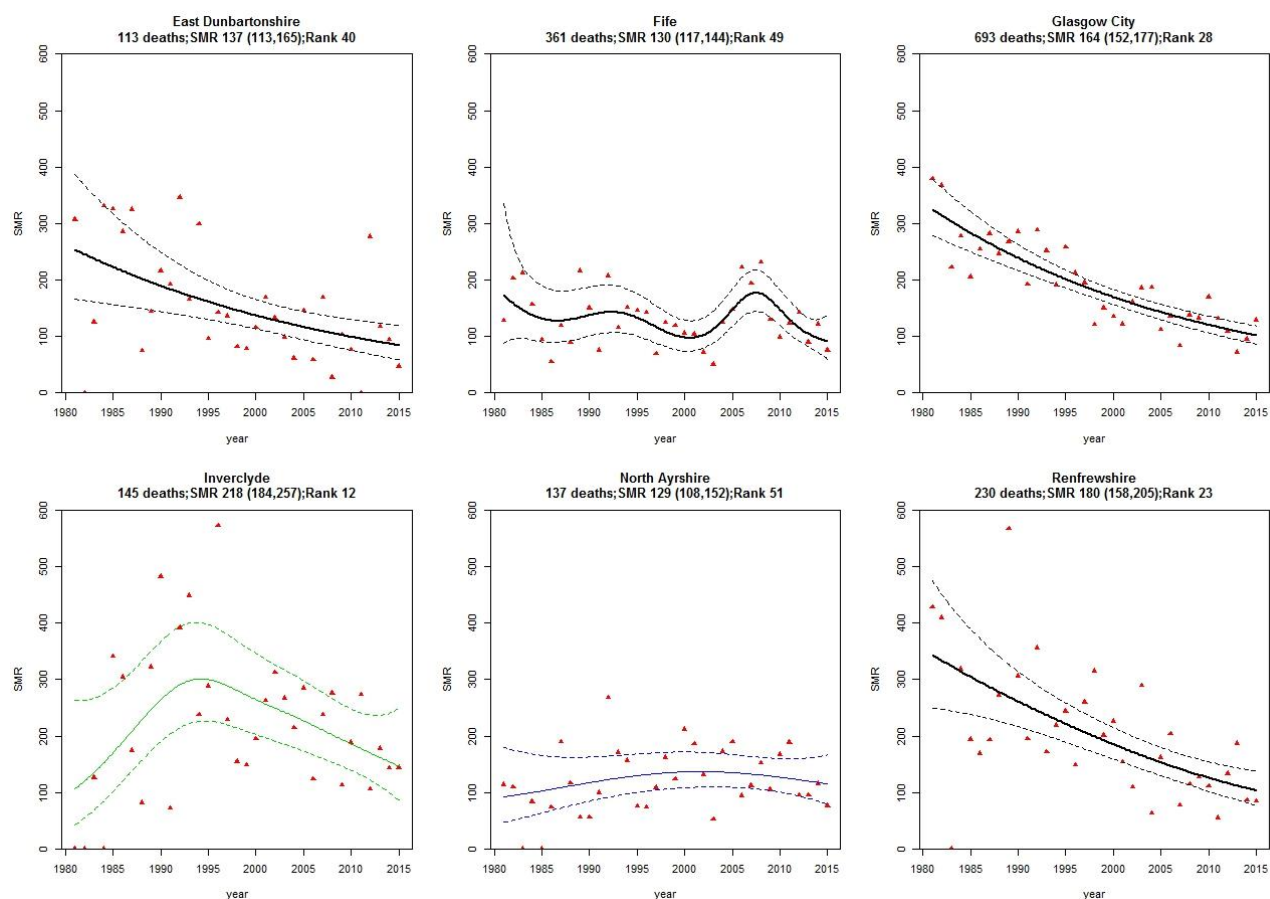 East Dunbartonshire
113 deaths;SMR 137 (113,165);Rank 40
SMR
600
500
400
300
200
100
0
1980 1985 1990 1995 2000 2005 2010 2015
year
Fife
361 deaths;SMR 130 (117,144);Rank 49
SMR
600
500
400
300
200
100
0
1980 1985 1990 1995 2000 2005 2010 2015
year
Glasgow City
693 deaths;SMR 164 (152,177);Rank 28
SMR
600
500
400
300
200
100
0
1980 1985 1990 1995 2000 2005 2010 2015
year
Inverclyde
145 deaths;SMR 218 (184,257);Rank 12
SMR
600
500
400
300
200
100
0
1980 1985 1990 1995 2000 2005 2010 2015
year
North Ayrshire
137 deaths;SMR 129 (108,152);Rank 51
SMR
600
500
400
300
200
100
0
1980 1985 1990 1995 2000 2005 2010 2015
year
Renfrewshire
230 deaths;SMR 180 (158,205);Rank 23
SMR
600
500
400
300
200
100
0
1980 1985 1990 1995 2000 2005 2010 2015
year